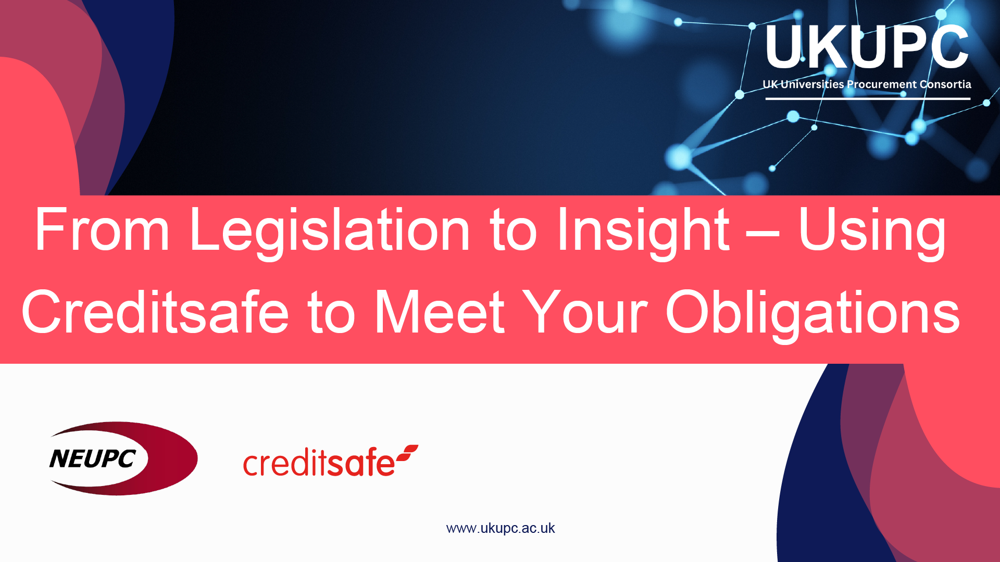 UKUPC
UK Universities Procurement Consortia
From Legislation to Insight – Using
Creditsafe to Meet Your Obligations
NEUPC
creditsafe
www.ukupc.ac.uk